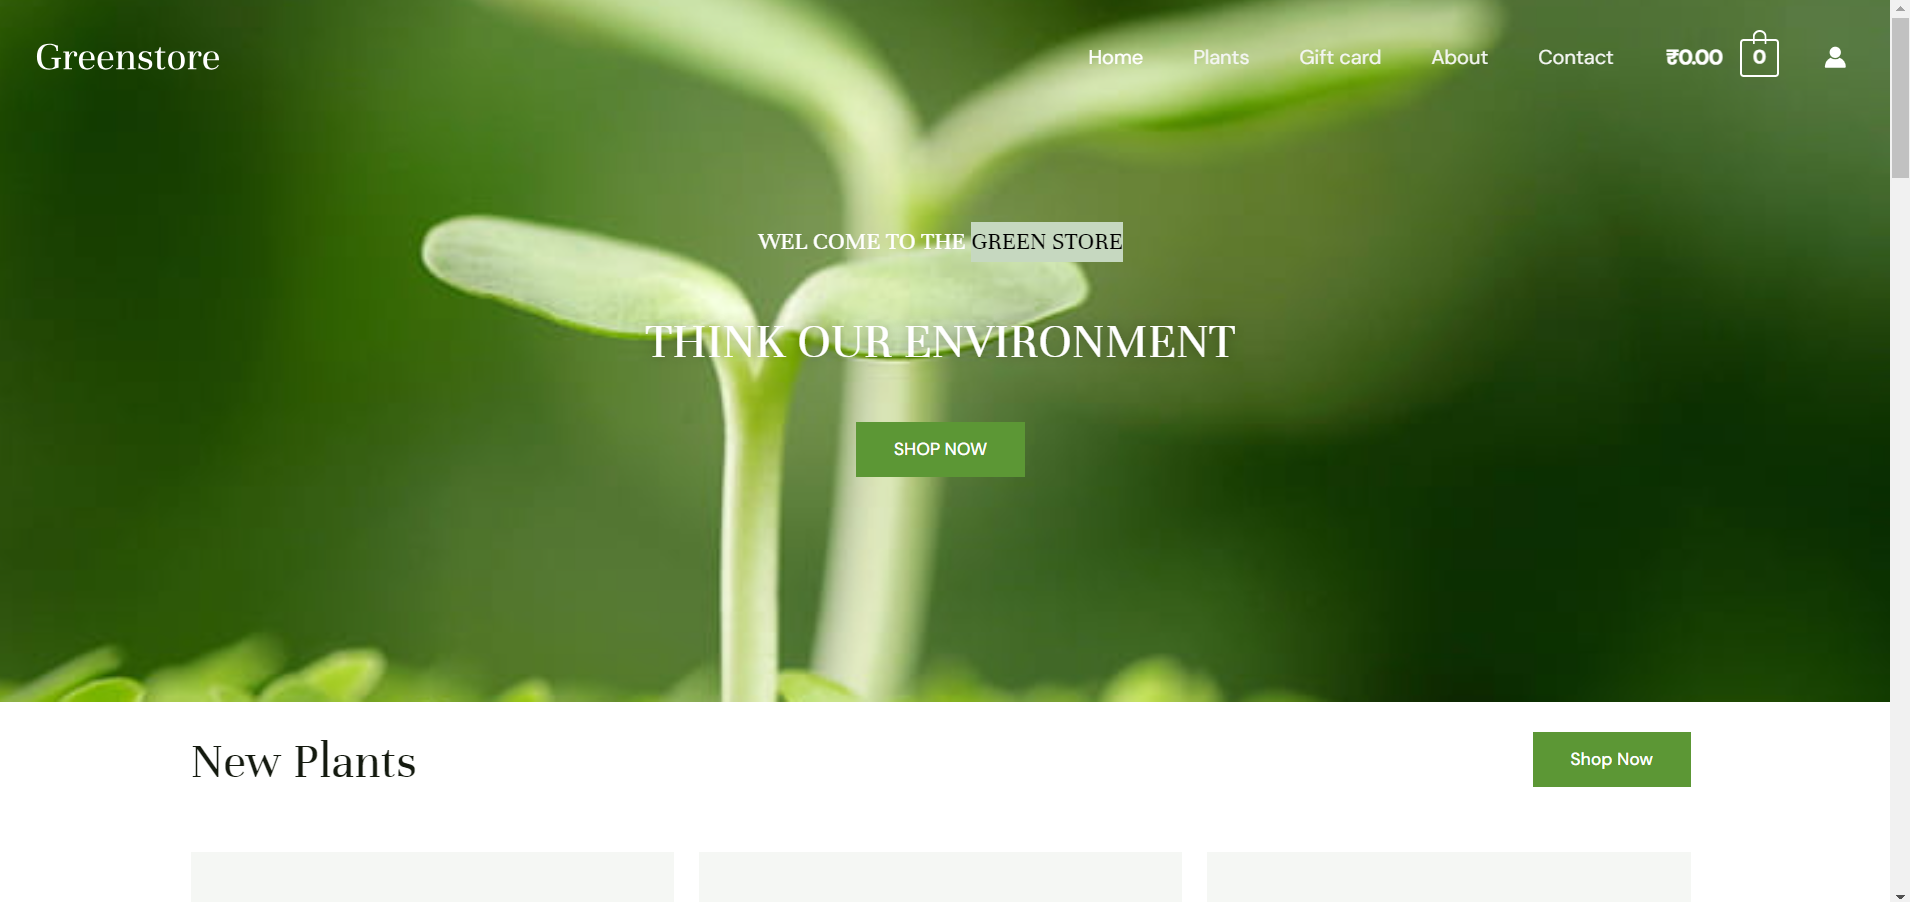 Greenstore
Home Plants Gift card About Contact ₹0.00 0
WEL COME TO THE GREEN STORE
THINK OUR ENVIRONMENT
SHOP NOW
New Plants
Shop Now